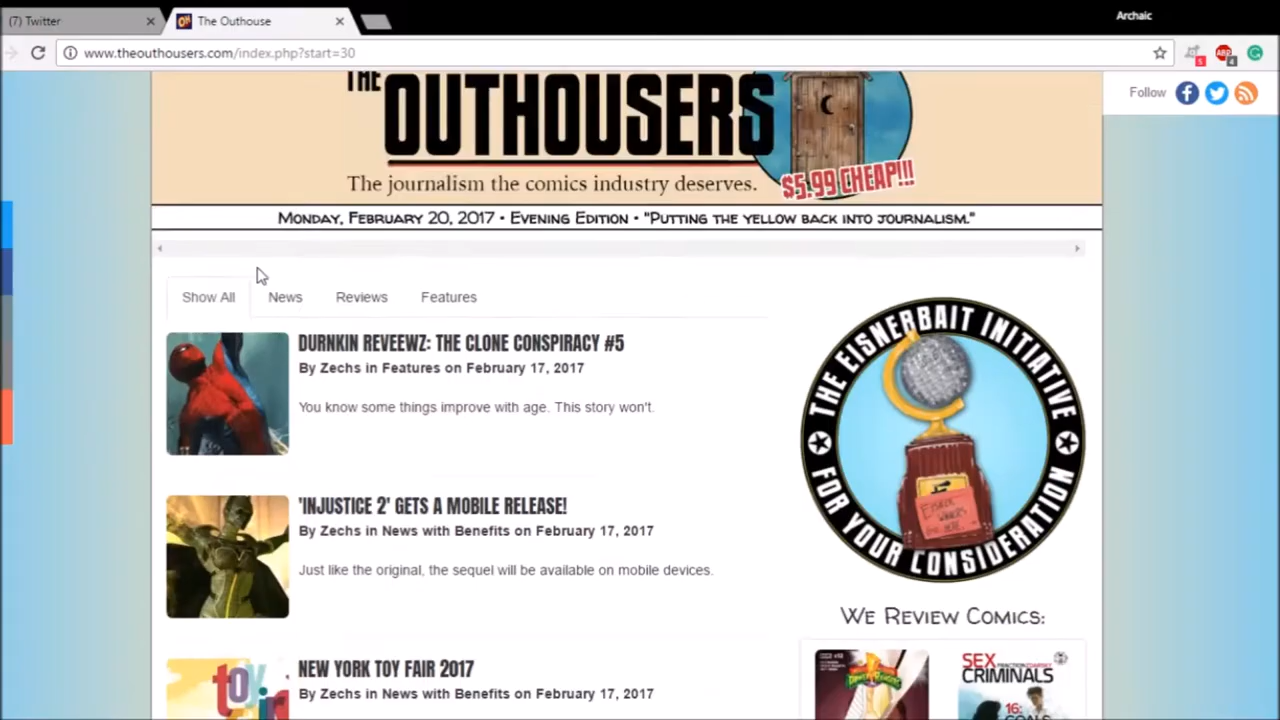 (7) Twitter
The Outhouse
Archaic
www.theouthousers.com/index.php?start=30
5
ABP
4
THE
OUTHOUSERS
The journalism the comics industry deserves.
$5.99 CHEAP!!!
Follow
MONDAY, FEBRUARY 20, 2017 • EVENING EDITION • "PUTTING THE YELLOW BACK INTO JOURNALISM."
Show All
News
Reviews
Features
DURNKIN REVEEWZ: THE CLONE CONSPIRACY #5
By Zechs in Features on February 17, 2017
You know some things improve with age. This story won't.
'INJUSTICE 2' GETS A MOBILE RELEASE!
By Zechs in News with Benefits on February 17, 2017
Just like the original, the sequel will be available on mobile devices.
NEW YORK TOY FAIR 2017
By Zechs in News with Benefits on February 17, 2017
THE EISNERBAIT INITIATIVE
FOR YOUR CONSIDERATION
WE REVIEW COMICS:
SEX
CRIMINALS
16: